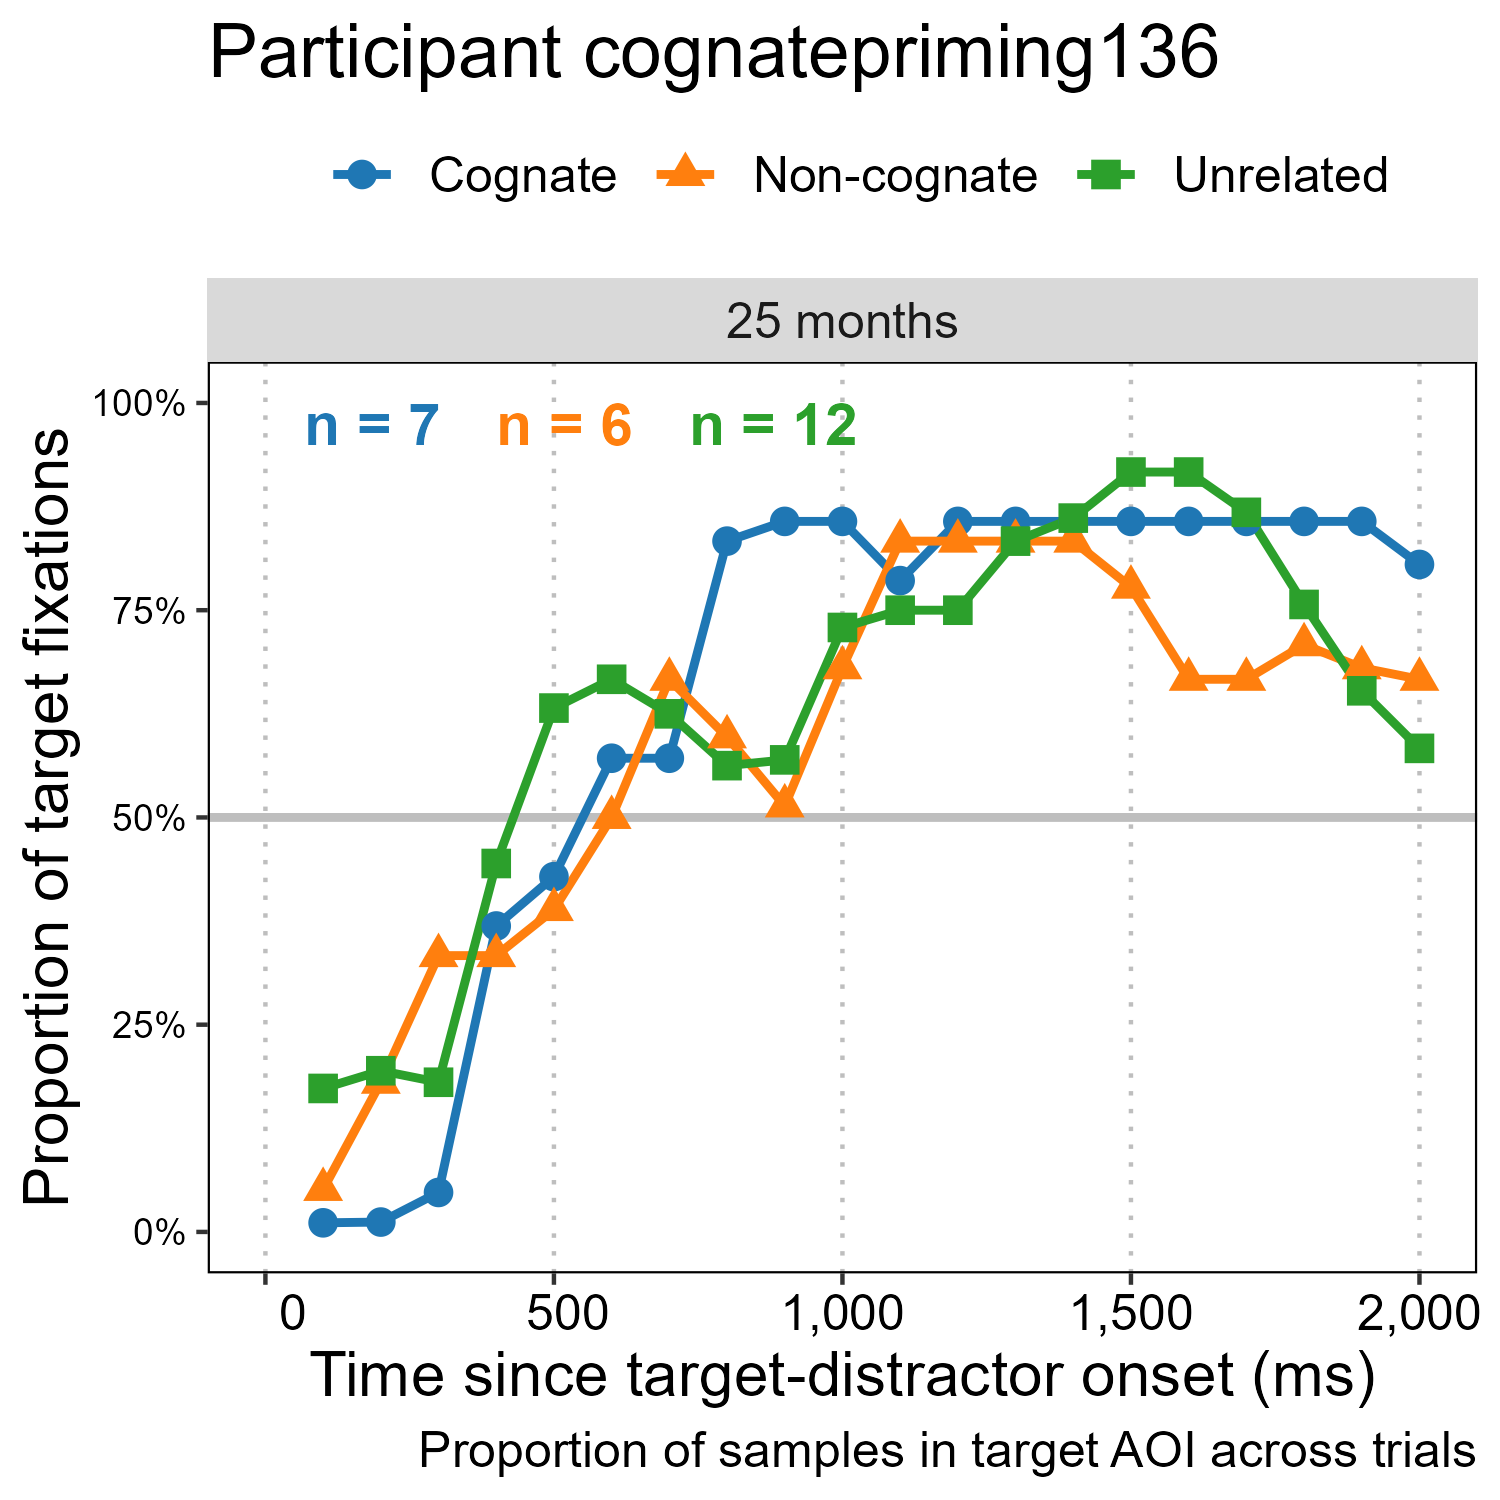 Participant cognatepriming136
Cognate Non-cognate Unrelated
25 months
n = 7 n = 6 n = 12
100%
75%
50%
25%
0%
Proportion of target fixations
0 500 1,000 1,500 2,000
Time since target-distractor onset (ms)
Proportion of samples in target AOI across trials